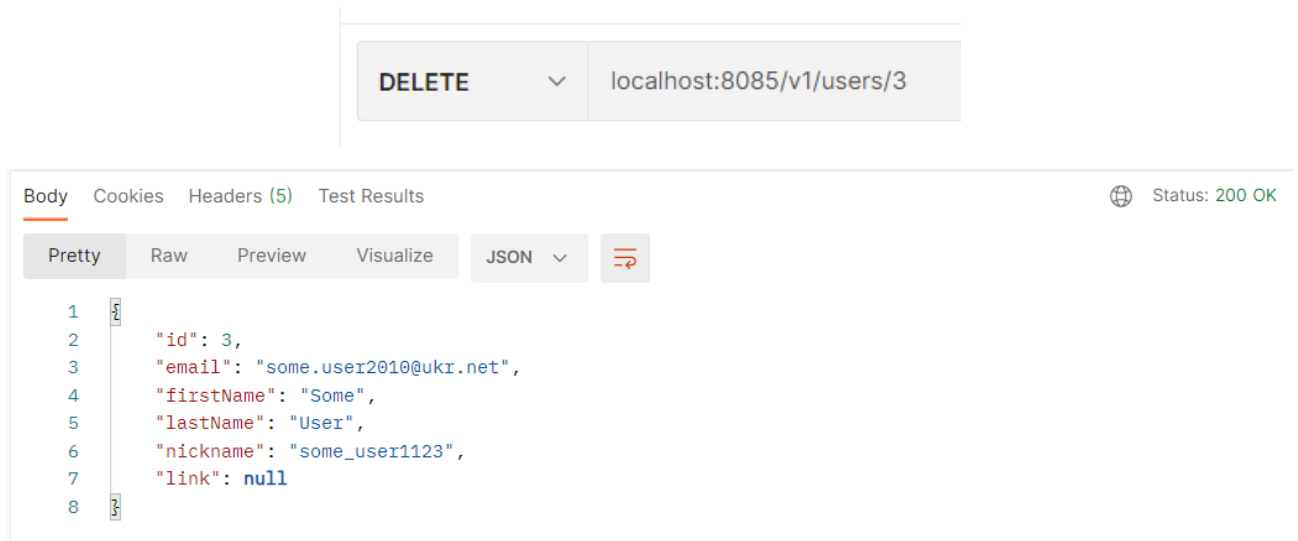 DELETE localhost:8085/v1/users/3
Body Cookies Headers (5) Test Results Status: 200 OK
Pretty Raw Preview Visualize JSON
1 {
2 "id": 3,
3 "email": "some.user2010@ukr.net",
4 "firstName": "Some",
5 "lastName": "User",
6 "nickname": "some_user1123",
7 "link": null
8 }